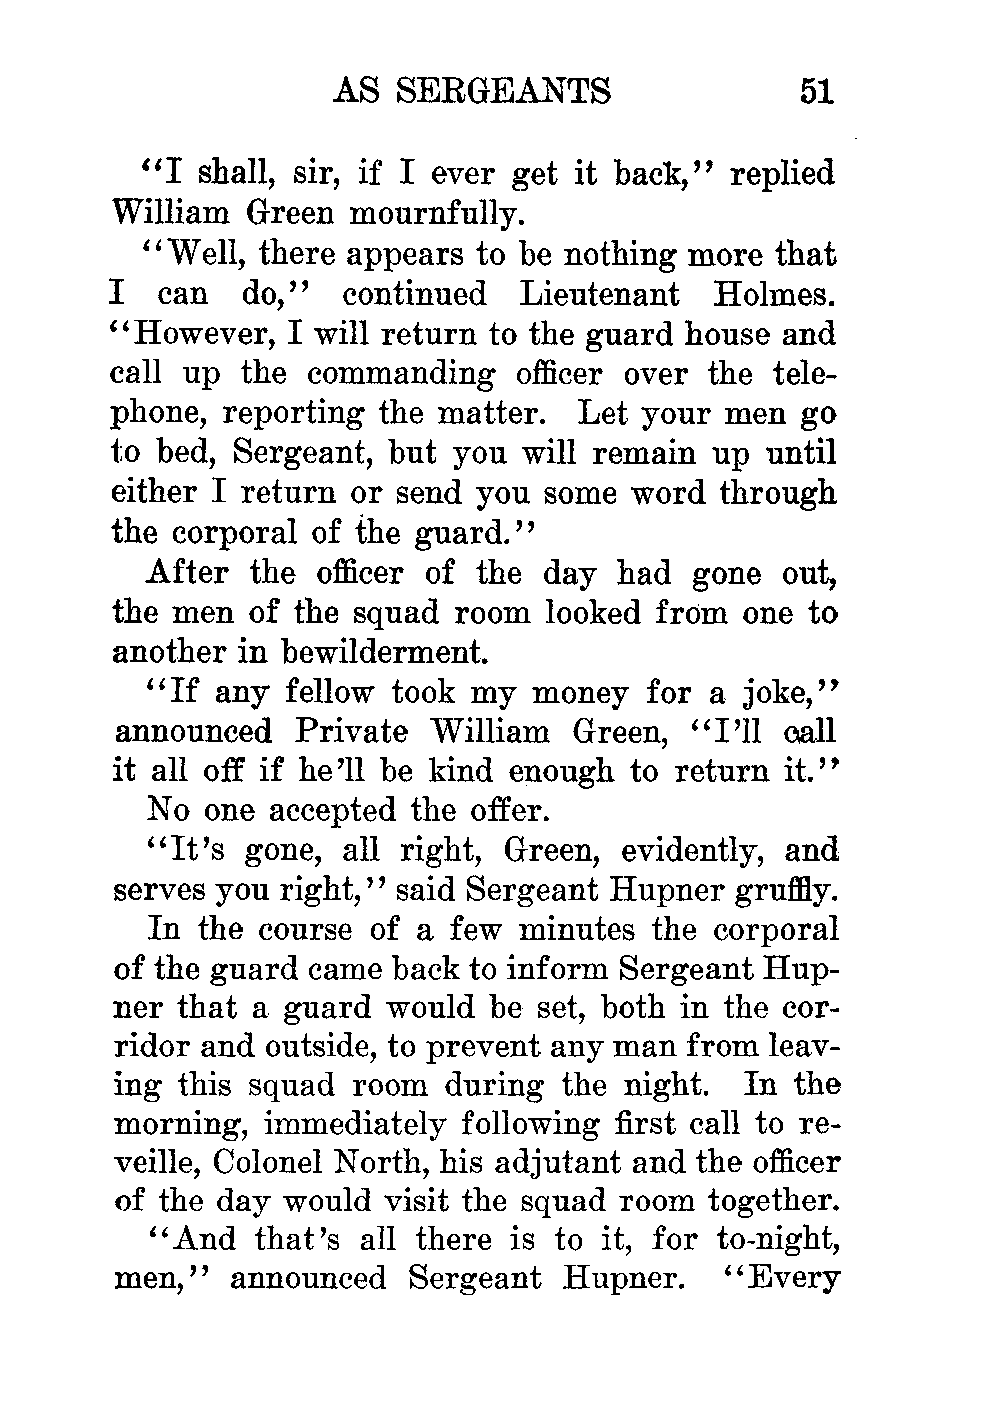 AS SERGEANTS 51
“I shall, sir, if I ever get it back,” replied
William Green mournfully.
“Well, there appears to be nothing more that
I can do,” continued Lieutenant Holmes.
“However, I will return to the guard house and
call up the commanding officer over the tele-
phone, reporting the matter. Let your men go
to bed, Sergeant, but you will remain up until
either I return or send you some word through
the corporal of the guard.”
After the officer of the day had gone out,
the men of the squad room looked from one to
another in bewilderment.
“If any fellow took my money for a joke,”
announced Private William Green, “I’ll call
it all off if he’ll be kind enough to return it.”
No one accepted the offer.
“It’s gone, all right, Green, evidently, and
serves you right,” said Sergeant Hupner gruffly.
In the course of a few minutes the corporal
of the guard came back to inform Sergeant Hup-
ner that a guard would be set, both in the cor-
ridor and outside, to prevent any man from leav-
ing this squad room during the night. In the
morning, immediately following first call to re-
veille, Colonel North, his adjutant and the officer
of the day would visit the squad room together.
“And that’s all there is to it, for to-night,
men,” announced Sergeant Hupner. “Every